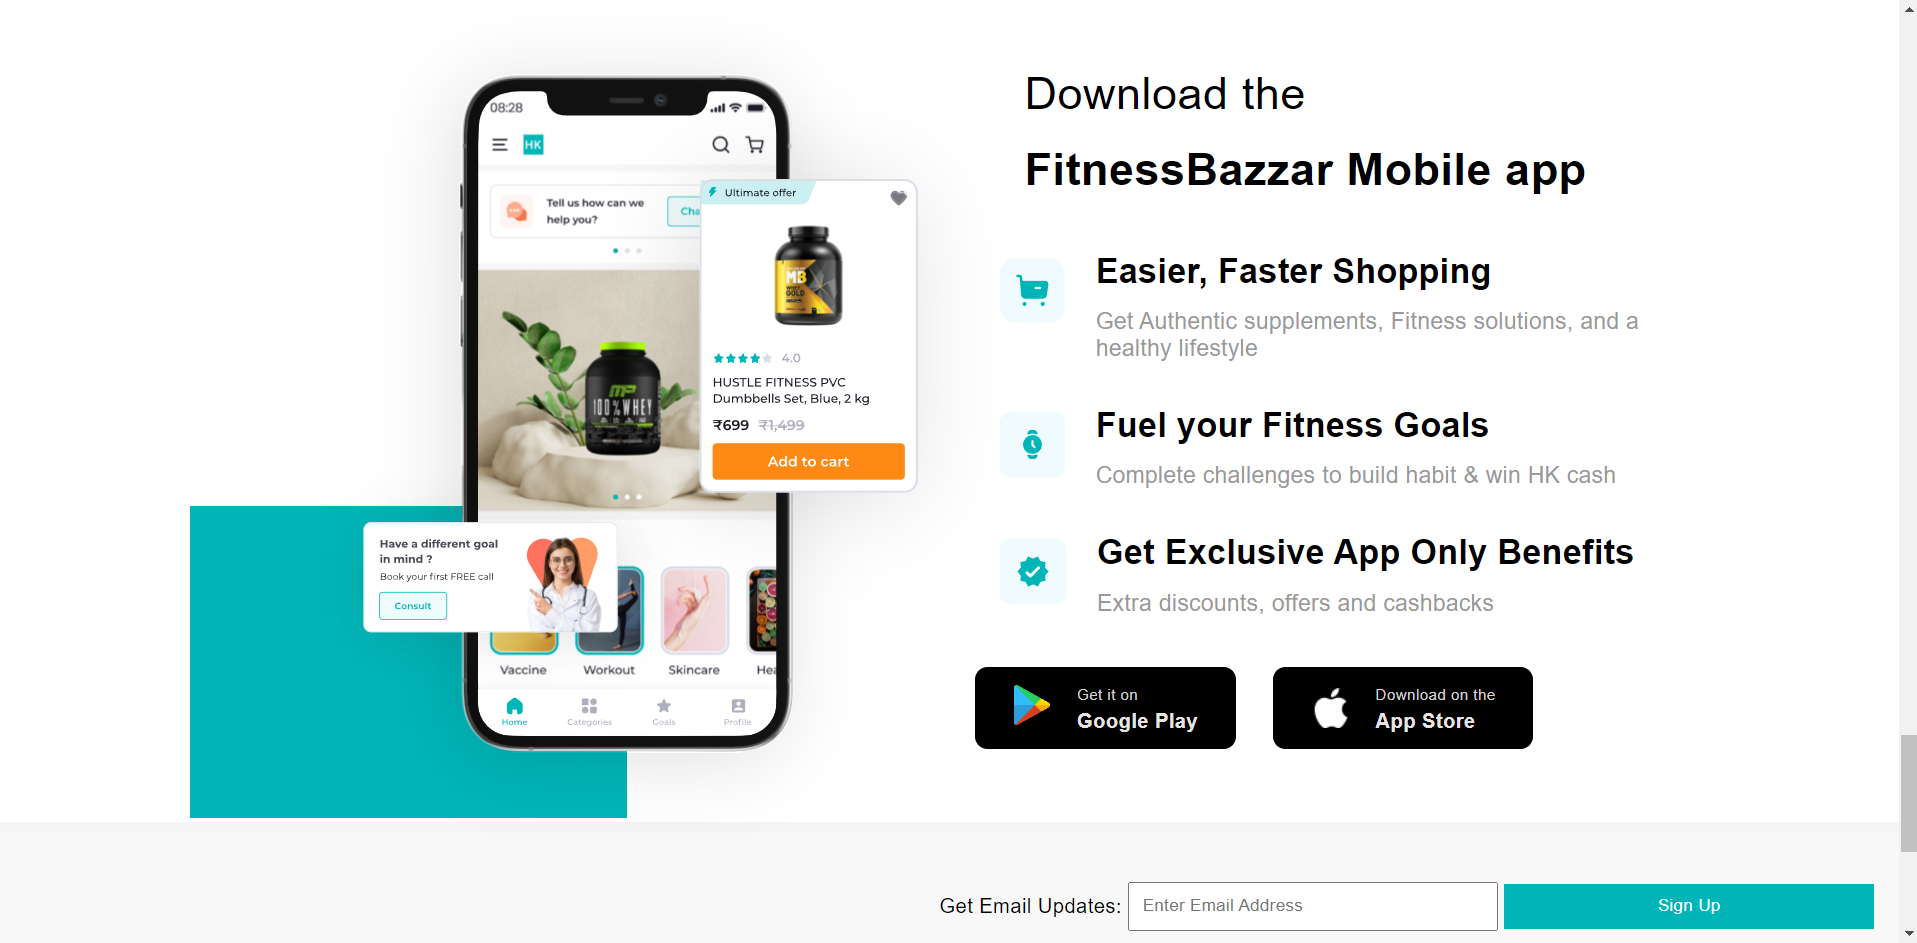 08:28
HK
Tell us how can we
help you?
Cha
Ultimate offer
MB
WHEY
GOLD
4.0
HUSTLE FITNESS PVC
Dumbbells Set, Blue, 2 kg
₹699 ₹1,499
Add to cart
MP
100% WHEY
Have a different goal
in mind ?
Book your first FREE call
Consult
Vaccine Workout Skincare Hea
Home Categories Goals Profile
Download the
FitnessBazzar Mobile app
Easier, Faster Shopping
Get Authentic supplements, Fitness solutions, and a
healthy lifestyle
Fuel your Fitness Goals
Complete challenges to build habit & win HK cash
Get Exclusive App Only Benefits
Extra discounts, offers and cashbacks
Get it on
Google Play
Download on the
App Store
Get Email Updates: Enter Email Address Sign Up